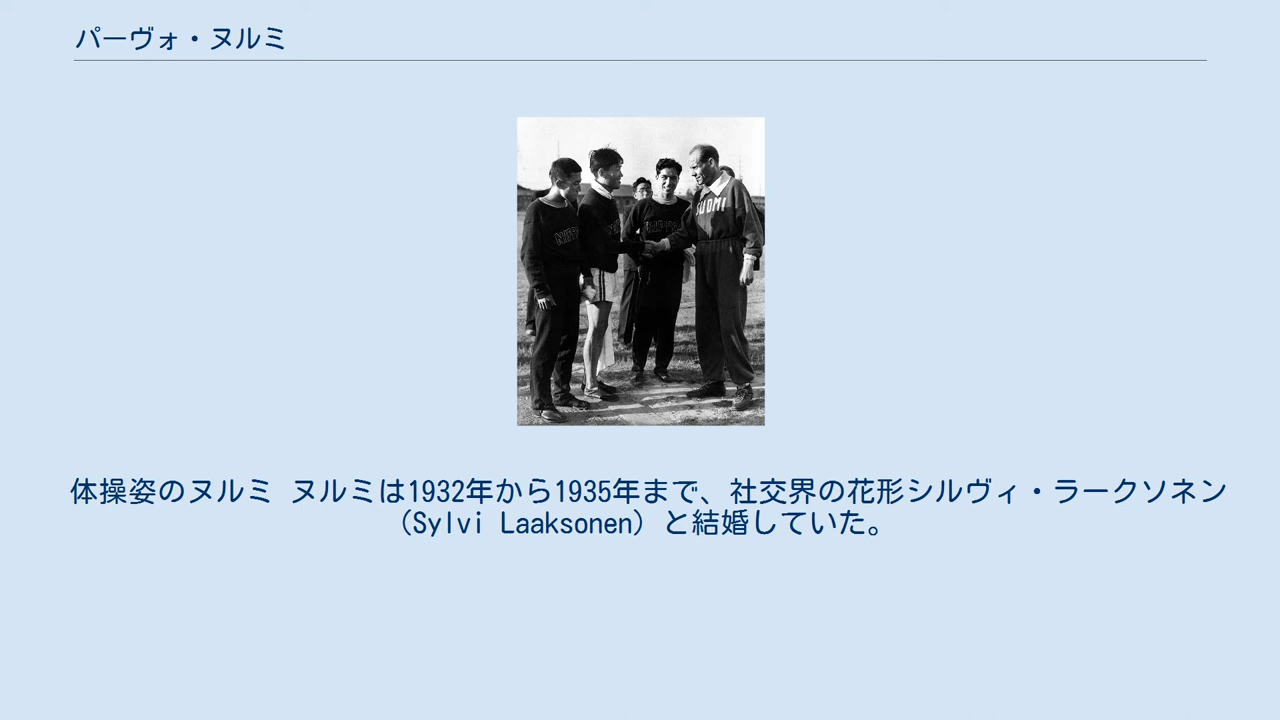 パーヴォ・ヌルミ
SUOMI
体操姿のヌルミ ヌルミは1932年から1935年まで、社交界の花形シルヴィ・ラークソネン
（Sylvi Laaksonen）と結婚していた。